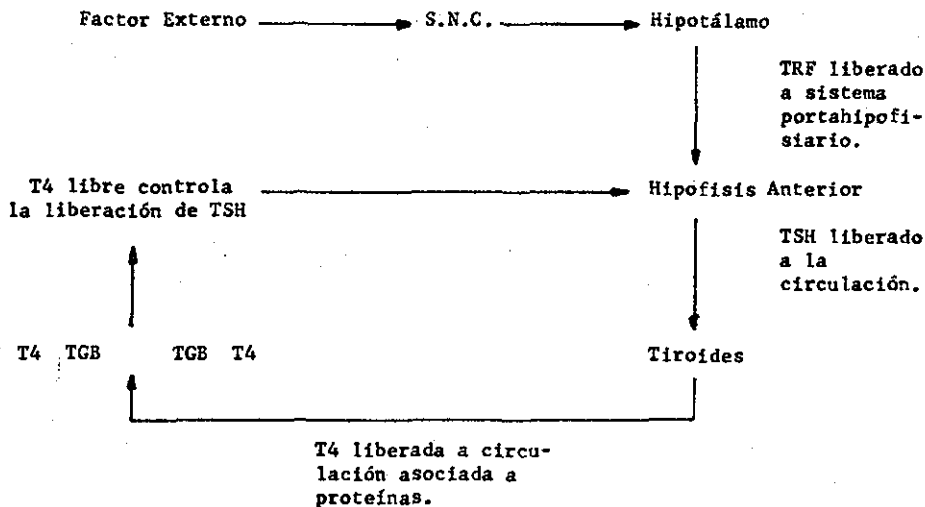 Factor Externo S.N.C. Hipotálamo
TRF liberado
a sistema
portahipofi-
siario.
T4 libre controla
la liberación de TSH
Hipofisis Anterior
TSH liberado
a la
circulación.
T4 TGB TGB T4
Tiroides
T4 liberada a circu-
lación asociada a
proteínas.